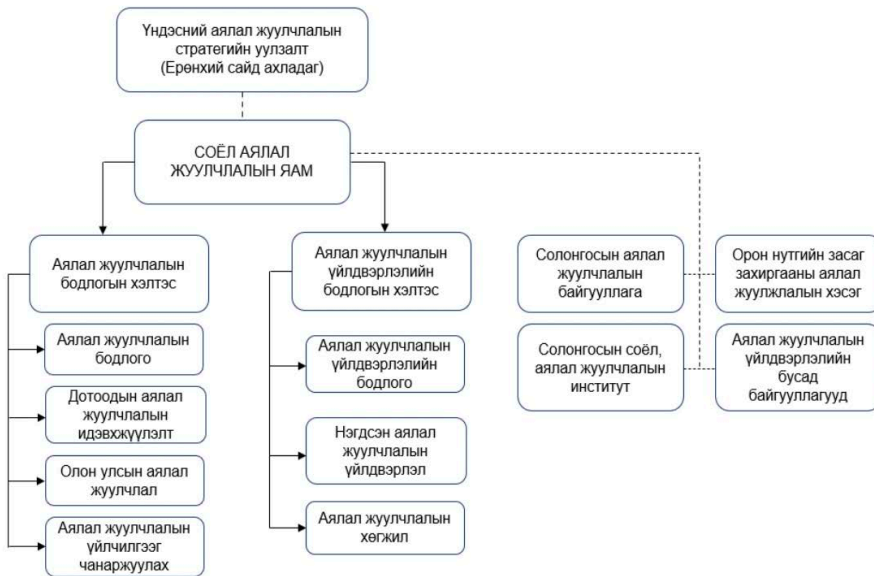 Үндэсний аялал жуулчлалын
стратегийн уулзалт
(Ерөнхий сайд ахладаг)
СОЁЛ АЯЛАЛ
ЖУУЛЧЛАЛЫН ЯАМ
Аялал жуулчлалын
бодлогын хэлтэс
Аялал жуулчлалын
бодлого
Дотоодын аялал
жуулчлалын
идэвхжүүлэлт
Олон улсын аялал
жуулчлал
Аялал жуулчлалын
үйлчилгээг
чанаржуулах
Аялал жуулчлалын
үйлдвэрлэлийн
бодлогын хэлтэс
Аялал жуулчлалын
үйлдвэрлэлийн
бодлого
Нэгдсэн аялал
жуулчлалын
үйлдвэрлэл
Аялал жуулчлалын
хөгжил
Солонгосын аялал
жуулчлалын
байгууллага
Орон нутгийн засаг
захиргааны аялал
жуулжлалын хэсэг
Солонгосын соёл,
аялал жуулчлалын
институт
Аялал жуулчлалын
үйлдвэрлэлийн
бусад
байгууллагууд